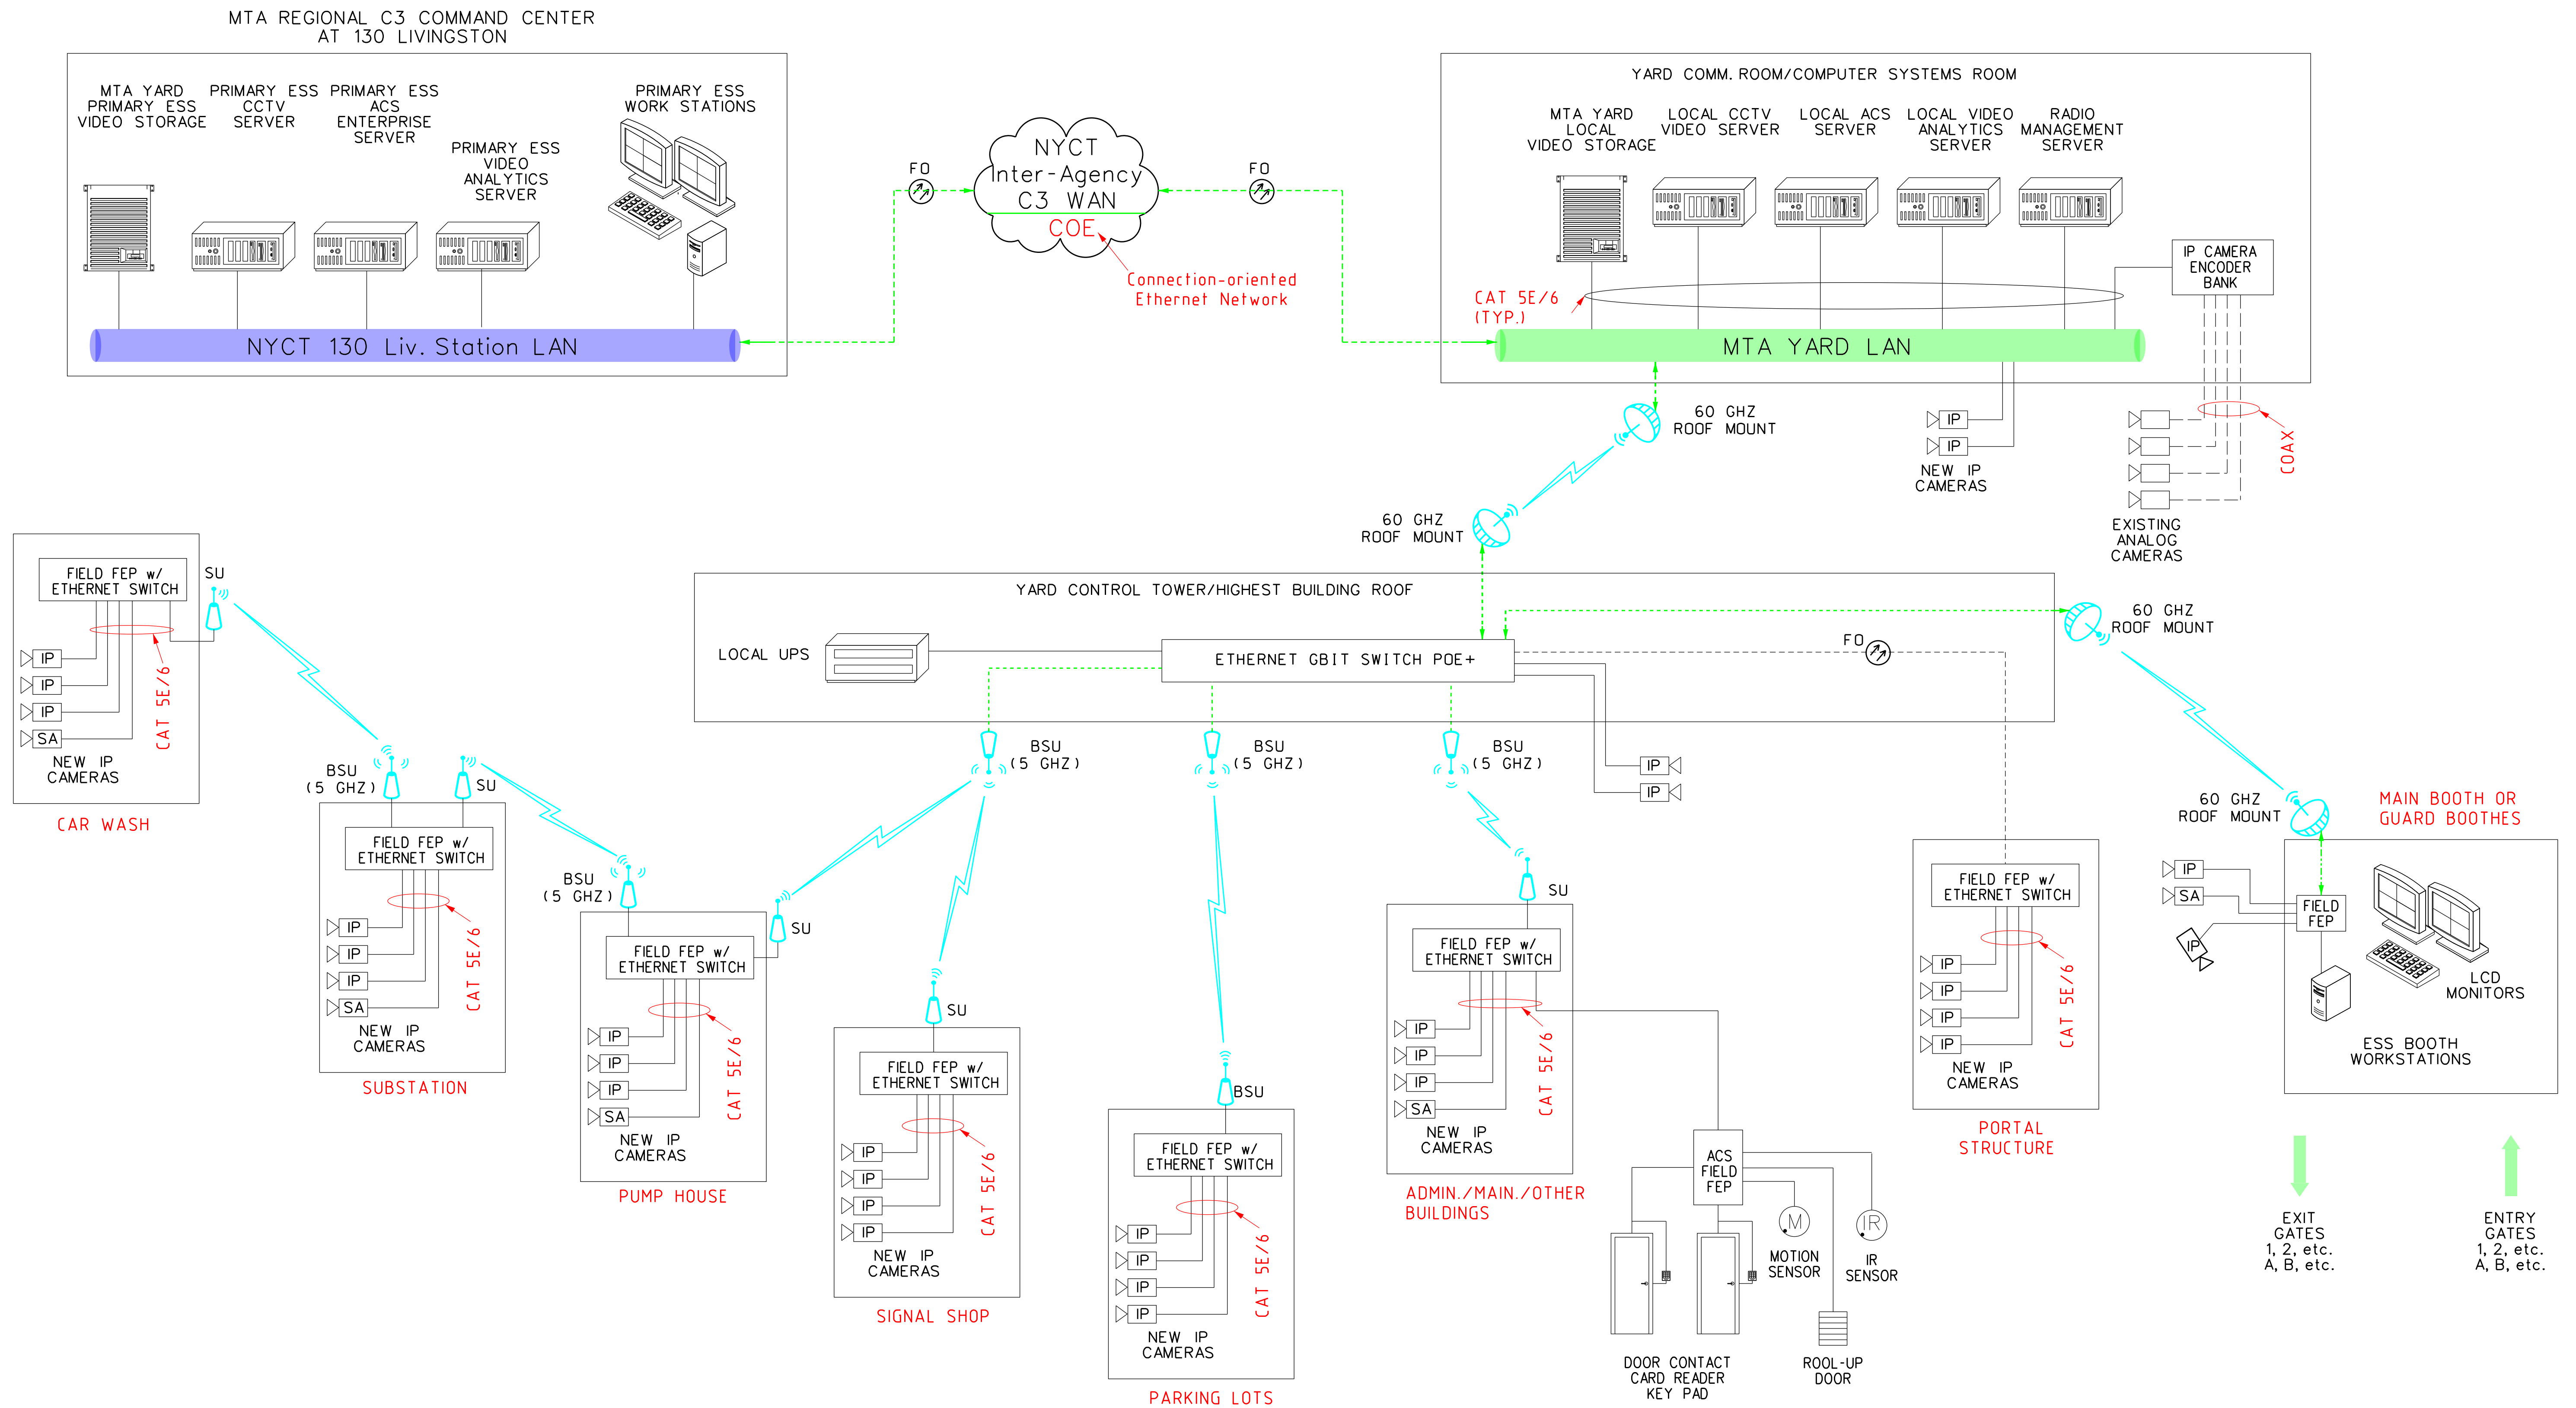 MTA REGIONAL C3 COMMAND CENTER
AT 130 LIVINGSTON
MTA YARD
PRIMARY ESS
VIDEO STORAGE
PRIMARY ESS
CCTV
SERVER
PRIMARY ESS
ACS
ENTERPRISE
SERVER
PRIMARY ESS
VIDEO
ANALYTICS
SERVER
PRIMARY ESS
WORK STATIONS
NYCT 130 Liv. Station LAN
FO
NYCT
Inter-Agency
C3 WAN
COE
Connection-oriented
Ethernet Network
FO
YARD COMM. ROOM/COMPUTER SYSTEMS ROOM
MTA YARD
LOCAL
VIDEO STORAGE
LOCAL CCTV
VIDEO SERVER
LOCAL ACS
SERVER
LOCAL VIDEO
ANALYTICS
SERVER
RADIO
MANAGEMENT
SERVER
IP CAMERA
ENCODER
BANK
CAT 5E/6
(TYP.)
MTA YARD LAN
60 GHZ
ROOF MOUNT
IP
IP
NEW IP
CAMERAS
COAX
EXISTING
ANALOG
CAMERAS
60 GHZ
ROOF MOUNT
YARD CONTROL TOWER/HIGHEST BUILDING ROOF
LOCAL UPS
ETHERNET GBIT SWITCH POE+
FO
60 GHZ
ROOF MOUNT
BSU
(5 GHZ)
BSU
(5 GHZ)
BSU
(5 GHZ)
IP
IP
FIELD FEP w/
ETHERNET SWITCH
SU
IP
IP
IP
SA
CAT 5E/6
NEW IP
CAMERAS
CAR WASH
BSU
(5 GHZ)
SU
FIELD FEP w/
ETHERNET SWITCH
IP
IP
IP
SA
CAT 5E/6
NEW IP
CAMERAS
SUBSTATION
BSU
(5 GHZ)
SU
FIELD FEP w/
ETHERNET SWITCH
IP
IP
IP
SA
CAT 5E/6
NEW IP
CAMERAS
PUMP HOUSE
SU
FIELD FEP w/
ETHERNET SWITCH
IP
IP
IP
IP
CAT 5E/6
NEW IP
CAMERAS
SIGNAL SHOP
BSU
FIELD FEP w/
ETHERNET SWITCH
IP
IP
IP
IP
CAT 5E/6
NEW IP
CAMERAS
PARKING LOTS
SU
FIELD FEP w/
ETHERNET SWITCH
IP
IP
IP
SA
CAT 5E/6
NEW IP
CAMERAS
ADMIN./MAIN./OTHER
BUILDINGS
ACS
FIELD
FEP
M
MOTION
SENSOR
IR
IR
SENSOR
DOOR CONTACT
CARD READER
KEY PAD
ROOL-UP
DOOR
FIELD FEP w/
ETHERNET SWITCH
IP
IP
IP
IP
CAT 5E/6
NEW IP
CAMERAS
PORTAL
STRUCTURE
60 GHZ
ROOF MOUNT
MAIN BOOTH OR
GUARD BOOTHES
IP
SA
IP
FIELD
FEP
LCD
MONITORS
ESS BOOTH
WORKSTATIONS
EXIT
GATES
1, 2, etc.
A, B, etc.
ENTRY
GATES
1, 2, etc.
A, B, etc.